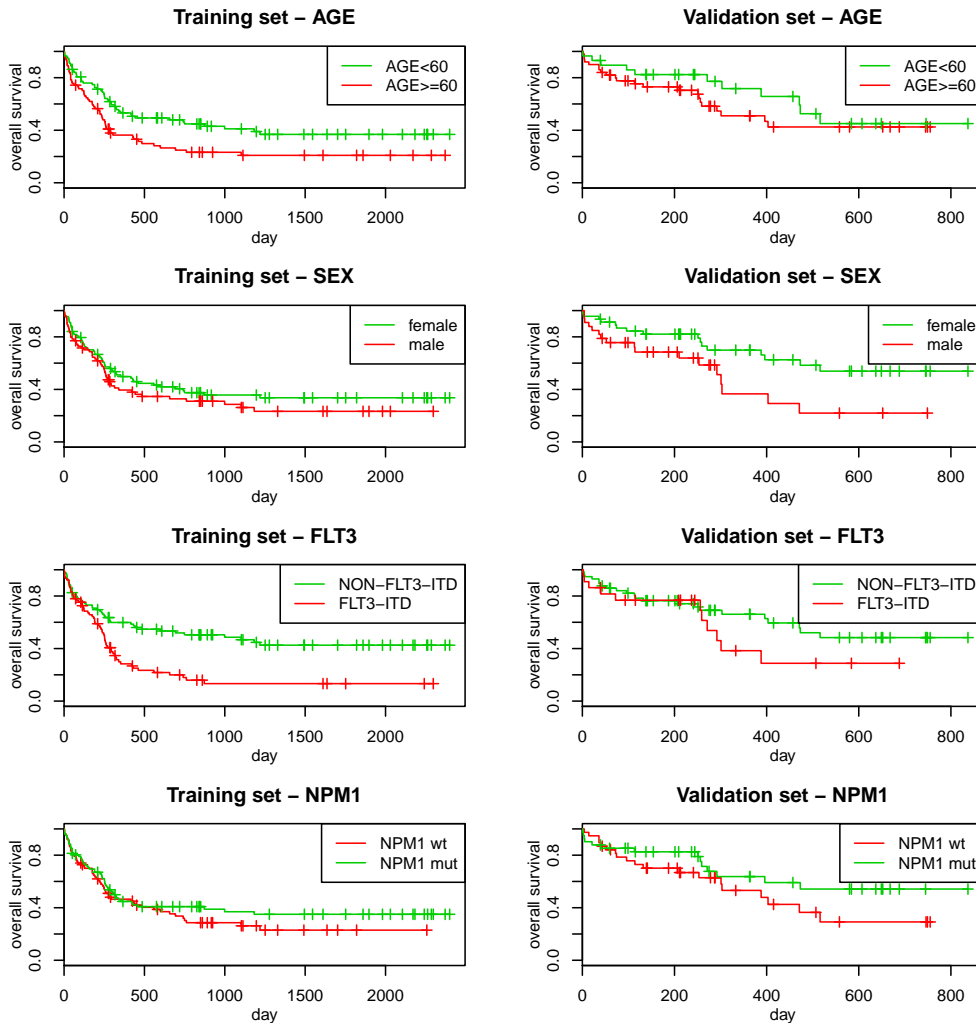 Training set – AGE
overall survival
0.0 0.4 0.8
AGE<60
AGE>=60
0 500 1000 1500 2000
day
Validation set – AGE
overall survival
0.0 0.4 0.8
AGE<60
AGE>=60
0 200 400 600 800
day
Training set – SEX
overall survival
0.0 0.4 0.8
female
male
0 500 1000 1500 2000
day
Validation set – SEX
overall survival
0.0 0.4 0.8
female
male
0 200 400 600 800
day
Training set – FLT3
overall survival
0.0 0.4 0.8
NON–FLT3–ITD
FLT3–ITD
0 500 1000 1500 2000
day
Validation set – FLT3
overall survival
0.0 0.4 0.8
NON–FLT3–ITD
FLT3–ITD
0 200 400 600 800
day
Training set – NPM1
overall survival
0.0 0.4 0.8
NPM1 wt
NPM1 mut
0 500 1000 1500 2000
day
Validation set – NPM1
overall survival
0.0 0.4 0.8
NPM1 wt
NPM1 mut
0 200 400 600 800
day